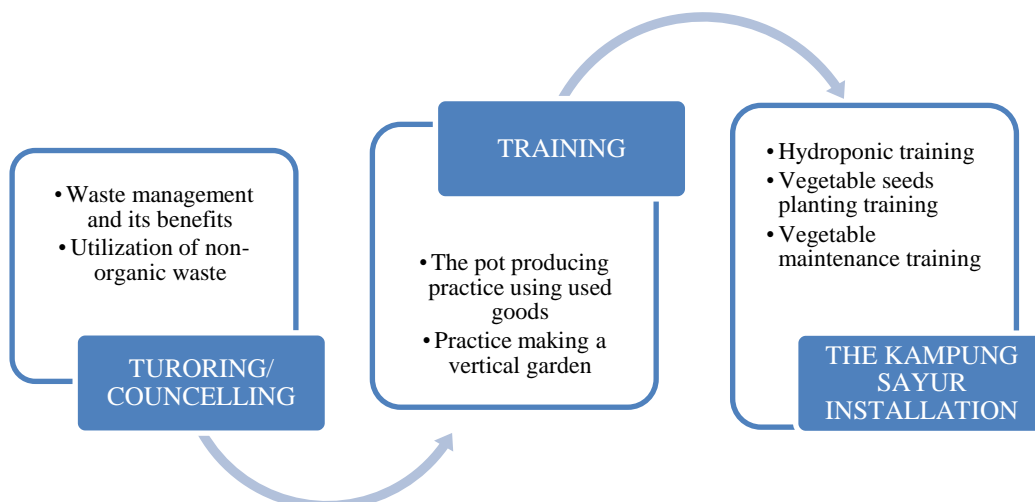 • Waste management
and its benefits
• Utilization of non-
organic waste
TURORING/
COUNCELLING
TRAINING
• The pot producing
practice using used
goods
• Practice making a
vertical garden
• Hydroponic training
• Vegetable seeds
planting training
• Vegetable
maintenance training
THE KAMPUNG
SAYUR
INSTALLATION